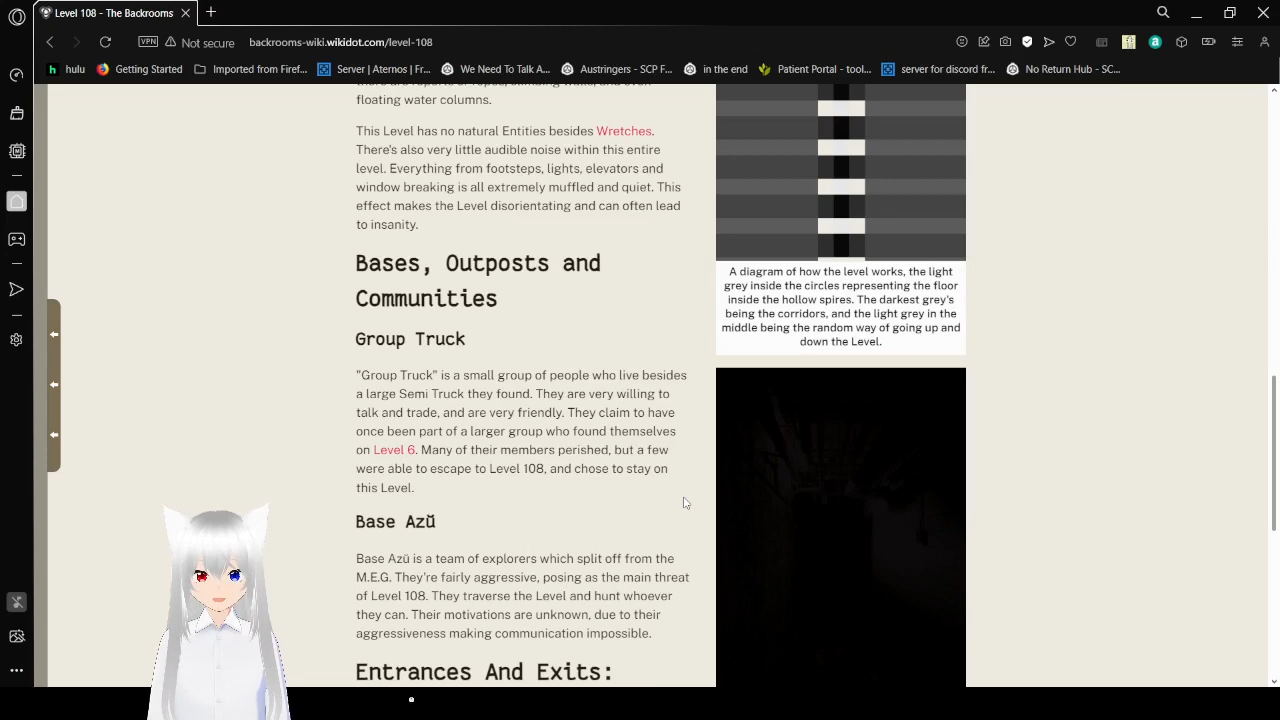 Level 108 - The Backrooms
VPN
Not secure
backrooms-wiki.wikidot.com/level-108
hulu
Getting Started
Imported from Firef...
Server | Aternos | Fr...
We Need To Talk A...
Austringers - SCP F...
in the end
Patient Portal - tool...
server for discord fr...
No Return Hub - SC...
floating water columns.
This Level has no natural Entities besides Wretches.
There's also very little audible noise within this entire
level. Everything from footsteps, lights, elevators and
window breaking is all extremely muffled and quiet. This
effect makes the Level disorientating and can often lead
to insanity.
Bases, Outposts and
Communities
Group Truck
"Group Truck" is a small group of people who live besides
a large Semi Truck they found. They are very willing to
talk and trade, and are very friendly. They claim to have
once been part of a larger group who found themselves
on Level 6. Many of their members perished, but a few
were able to escape to Level 108, and chose to stay on
this Level.
Base Azŭ
Base Azŭ is a team of explorers which split off from the
M.E.G. They're fairly aggressive, posing as the main threat
of Level 108. They traverse the Level and hunt whoever
they can. Their motivations are unknown, due to their
aggressiveness making communication impossible.
Entrances And Exits:
A diagram of how the level works, the light
grey inside the circles representing the floor
inside the hollow spires. The darkest grey's
being the corridors, and the light grey in the
middle being the random way of going up and
down the Level.